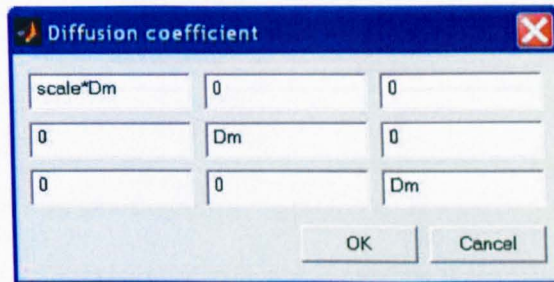 Diffusion coefficient
scale*Dm 0 0
0 Dm 0
0 0 Dm
OK Cancel